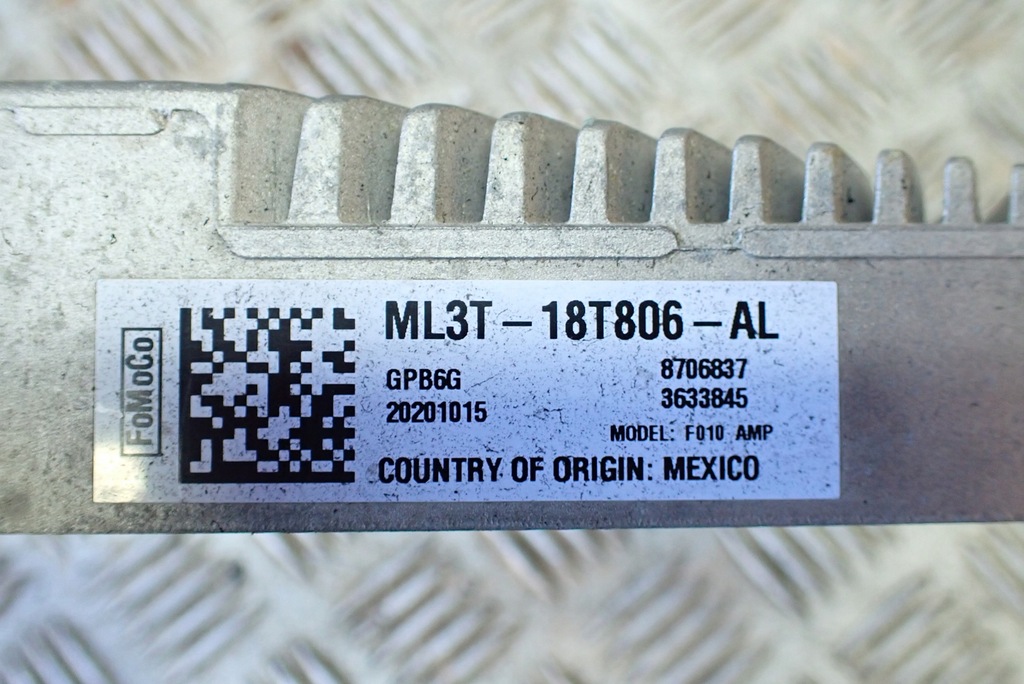 FoMoCo
ML3T-18T806-AL
GPB6G 8706837
20201015 3633845
MODEL: F010 AMP
COUNTRY OF ORIGIN: MEXICO